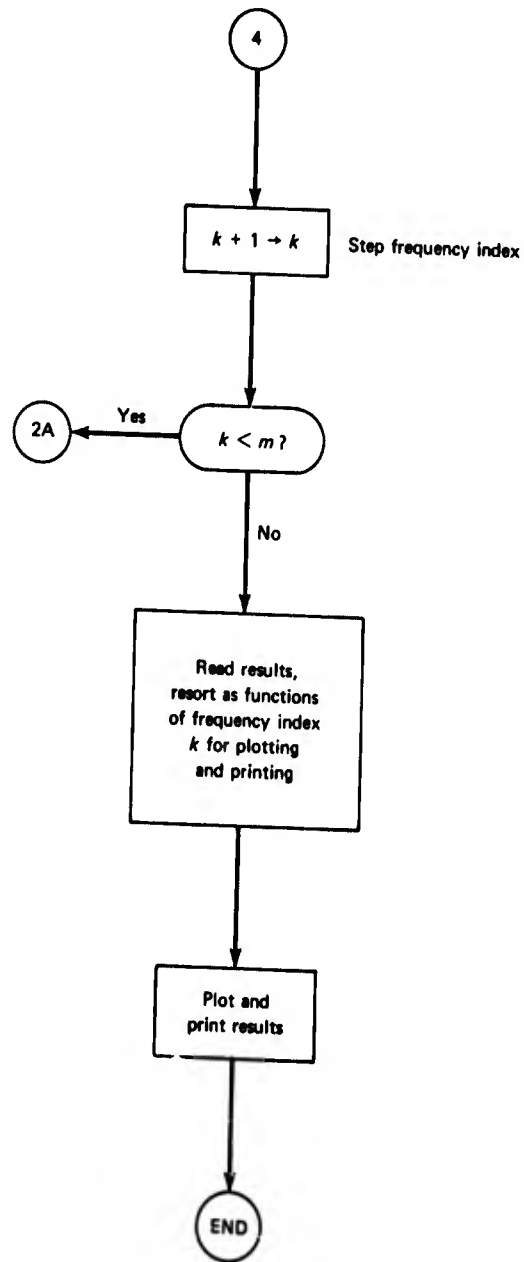 4
k + 1 → k
Step frequency index
Yes
2A
k < m ?
No
Read results,
resort as functions
of frequency index
k for plotting
and printing
Plot and
print results
END